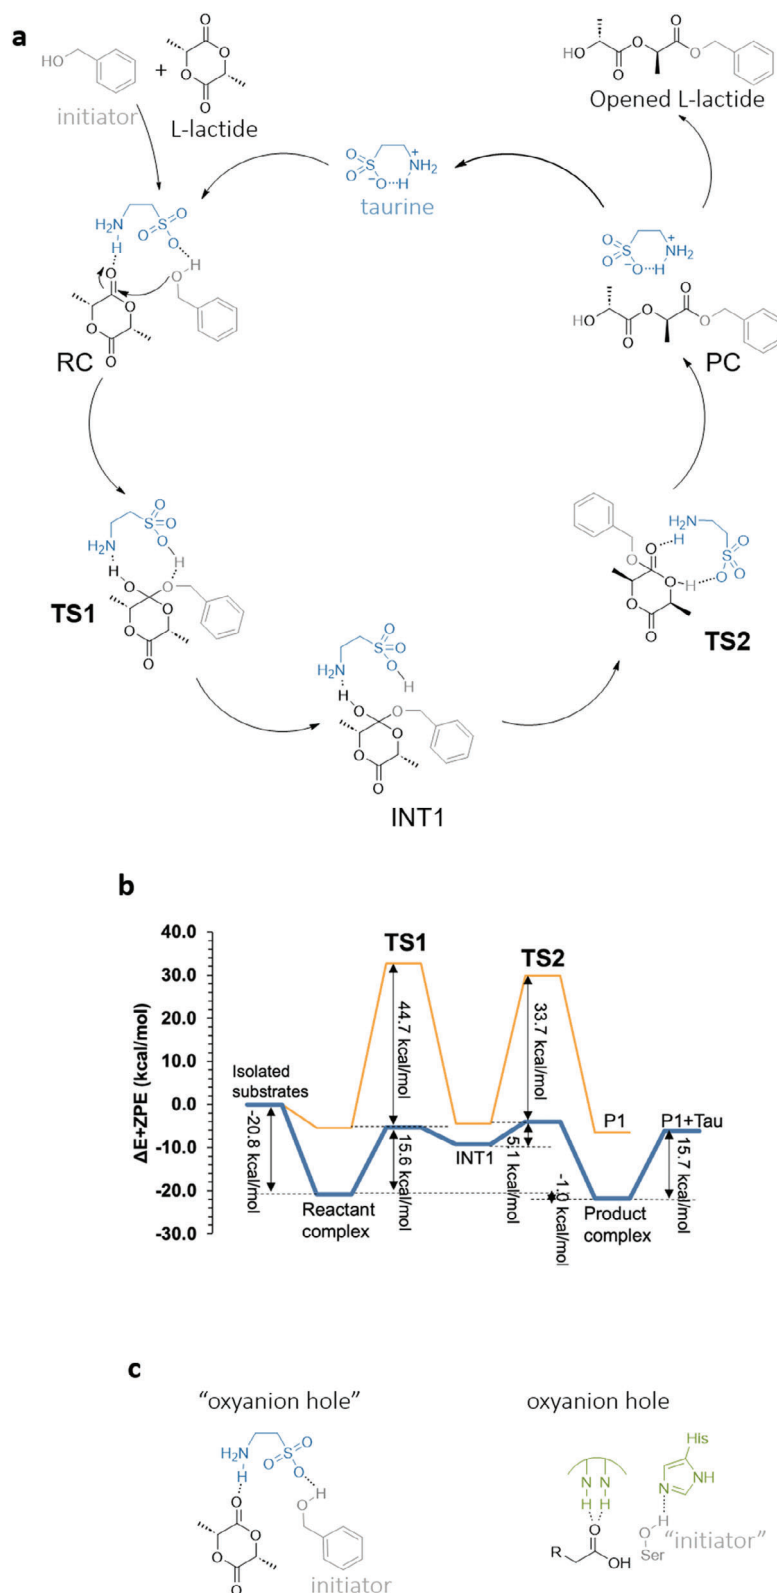 a
HO
+
initiator
L-lactide
Opened L-lactide
taurine
RC
PC
TS1
TS2
INT1
b
40.0
30.0
20.0
10.0
0.0
-10.0
-20.0
-30.0
ΔE+ZPE (kcal/mol)
TS1
TS2
44.7 kcal/mol
33.7 kcal/mol
Isolated
substrates
-20.8 kcal/mol
15.6 kcal/mol
INT1
5.1 kcal/mol
-1.0 kcal/mol
P1
P1+Tau
15.7 kcal/mol
Reactant
complex
Product
complex
c
“oxyanion hole”
oxyanion hole
His
H2N
H
O
O
O
S
H
O
O
O
O
O
initiator
N
N
H
H
N
NH
O
R
OH
H
O
Ser
“initiator”